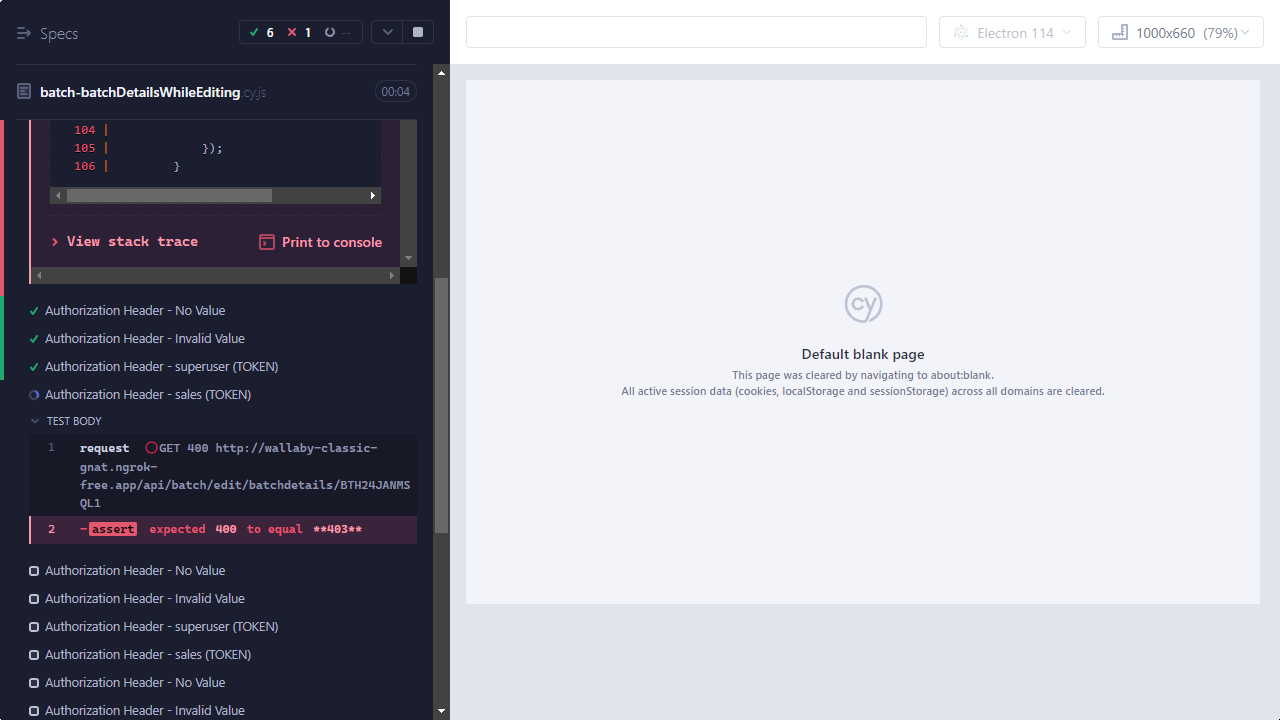 Specs
6
1
--
Electron 114
1000x660 (79%)
batch-batchDetailsWhileEditing.cy.js
00:04
104 |
105 | });
106 | }
View stack trace
Print to console
Authorization Header - No Value
Authorization Header - Invalid Value
Authorization Header - superuser (TOKEN)
Authorization Header - sales (TOKEN)
TEST BODY
1 request GET 400 http://wallaby-classic-
gnat.ngrok-
free.app/api/batch/edit/batchdetails/BTH24JANMS
QL1
2 -assert expected 400 to equal **403**
Authorization Header - No Value
Authorization Header - Invalid Value
Authorization Header - superuser (TOKEN)
Authorization Header - sales (TOKEN)
Authorization Header - No Value
Authorization Header - Invalid Value
cy
Default blank page
This page was cleared by navigating to about:blank.
All active session data (cookies, localStorage and sessionStorage) across all domains are cleared.